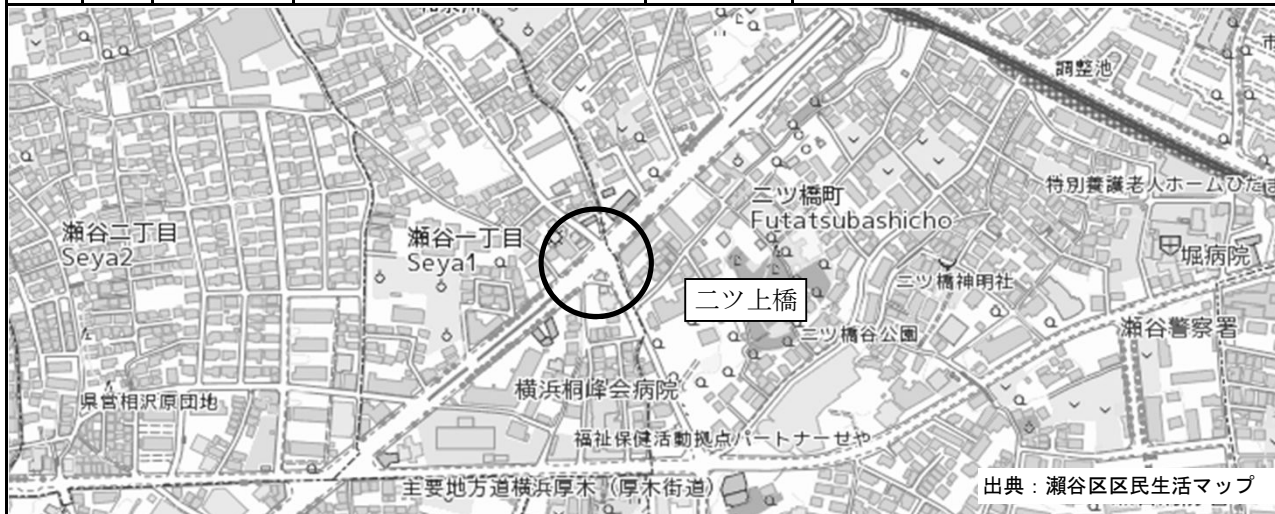 調整池
特別養護老人ホームひだま
二ツ橋町
Futatsubashicho
瀬谷二丁目
Seya2
瀬谷一丁目
Seya1
堀病院
二ツ橋神明社
二ツ上橋
瀬谷警察署
二ツ橋谷公園
横浜桐峰会病院
県営相沢原団地
福祉保健活動拠点パートナーせや
主要地方道横浜厚木(厚木街道)
出典:瀬谷区区民生活マップ